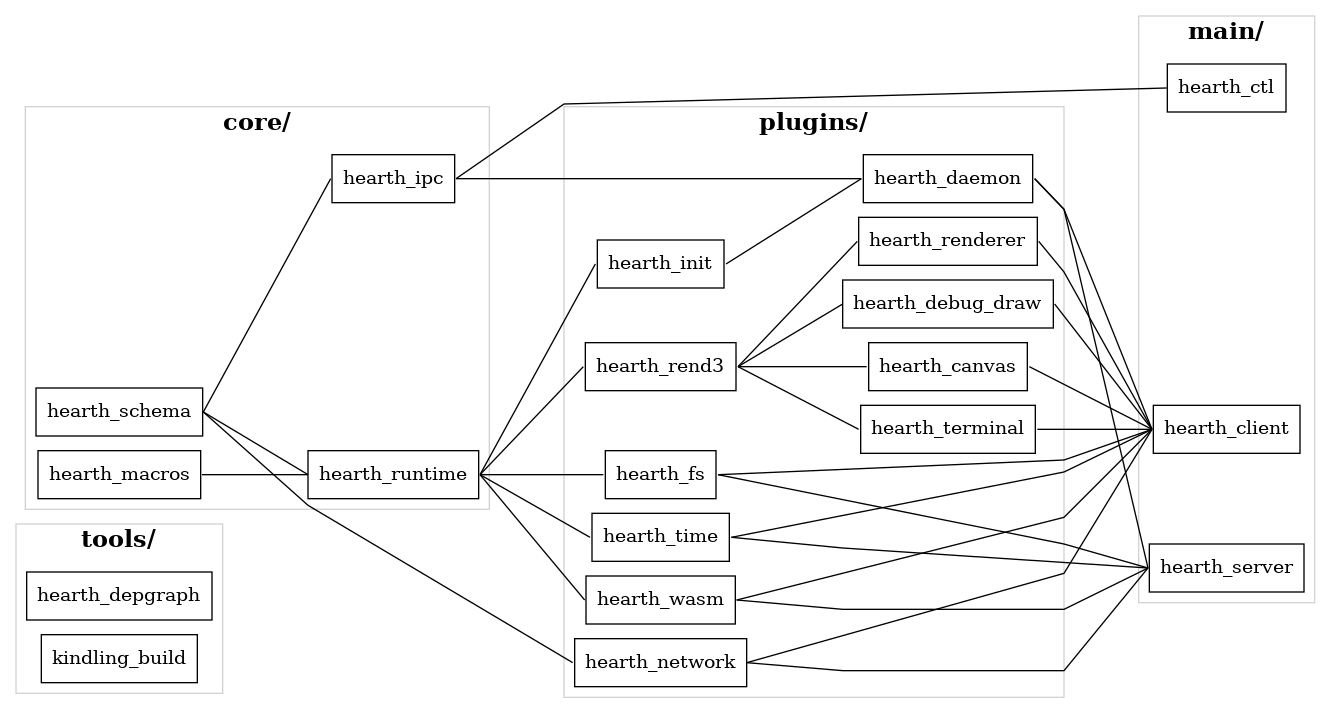 main/
hearth_ctl
core/
plugins/
hearth_ipc
hearth_daemon
hearth_renderer
hearth_init
hearth_debug_draw
hearth_rend3
hearth_canvas
hearth_schema
hearth_terminal
hearth_client
hearth_macros
hearth_runtime
hearth_fs
tools/
hearth_time
hearth_server
hearth_depgraph
hearth_wasm
kindling_build
hearth_network